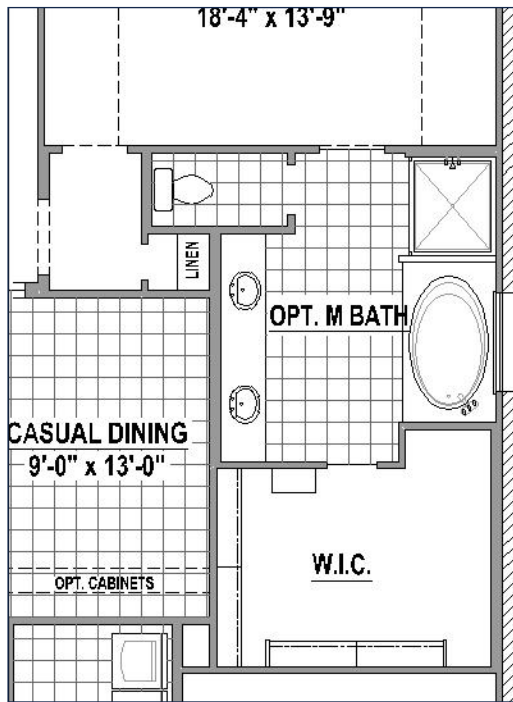 18'-4" x 13'-9"
LINEN
OPT. M BATH
CASUAL DINING
9'-0" x 13'-0"
OPT. CABINETS
W.I.C.